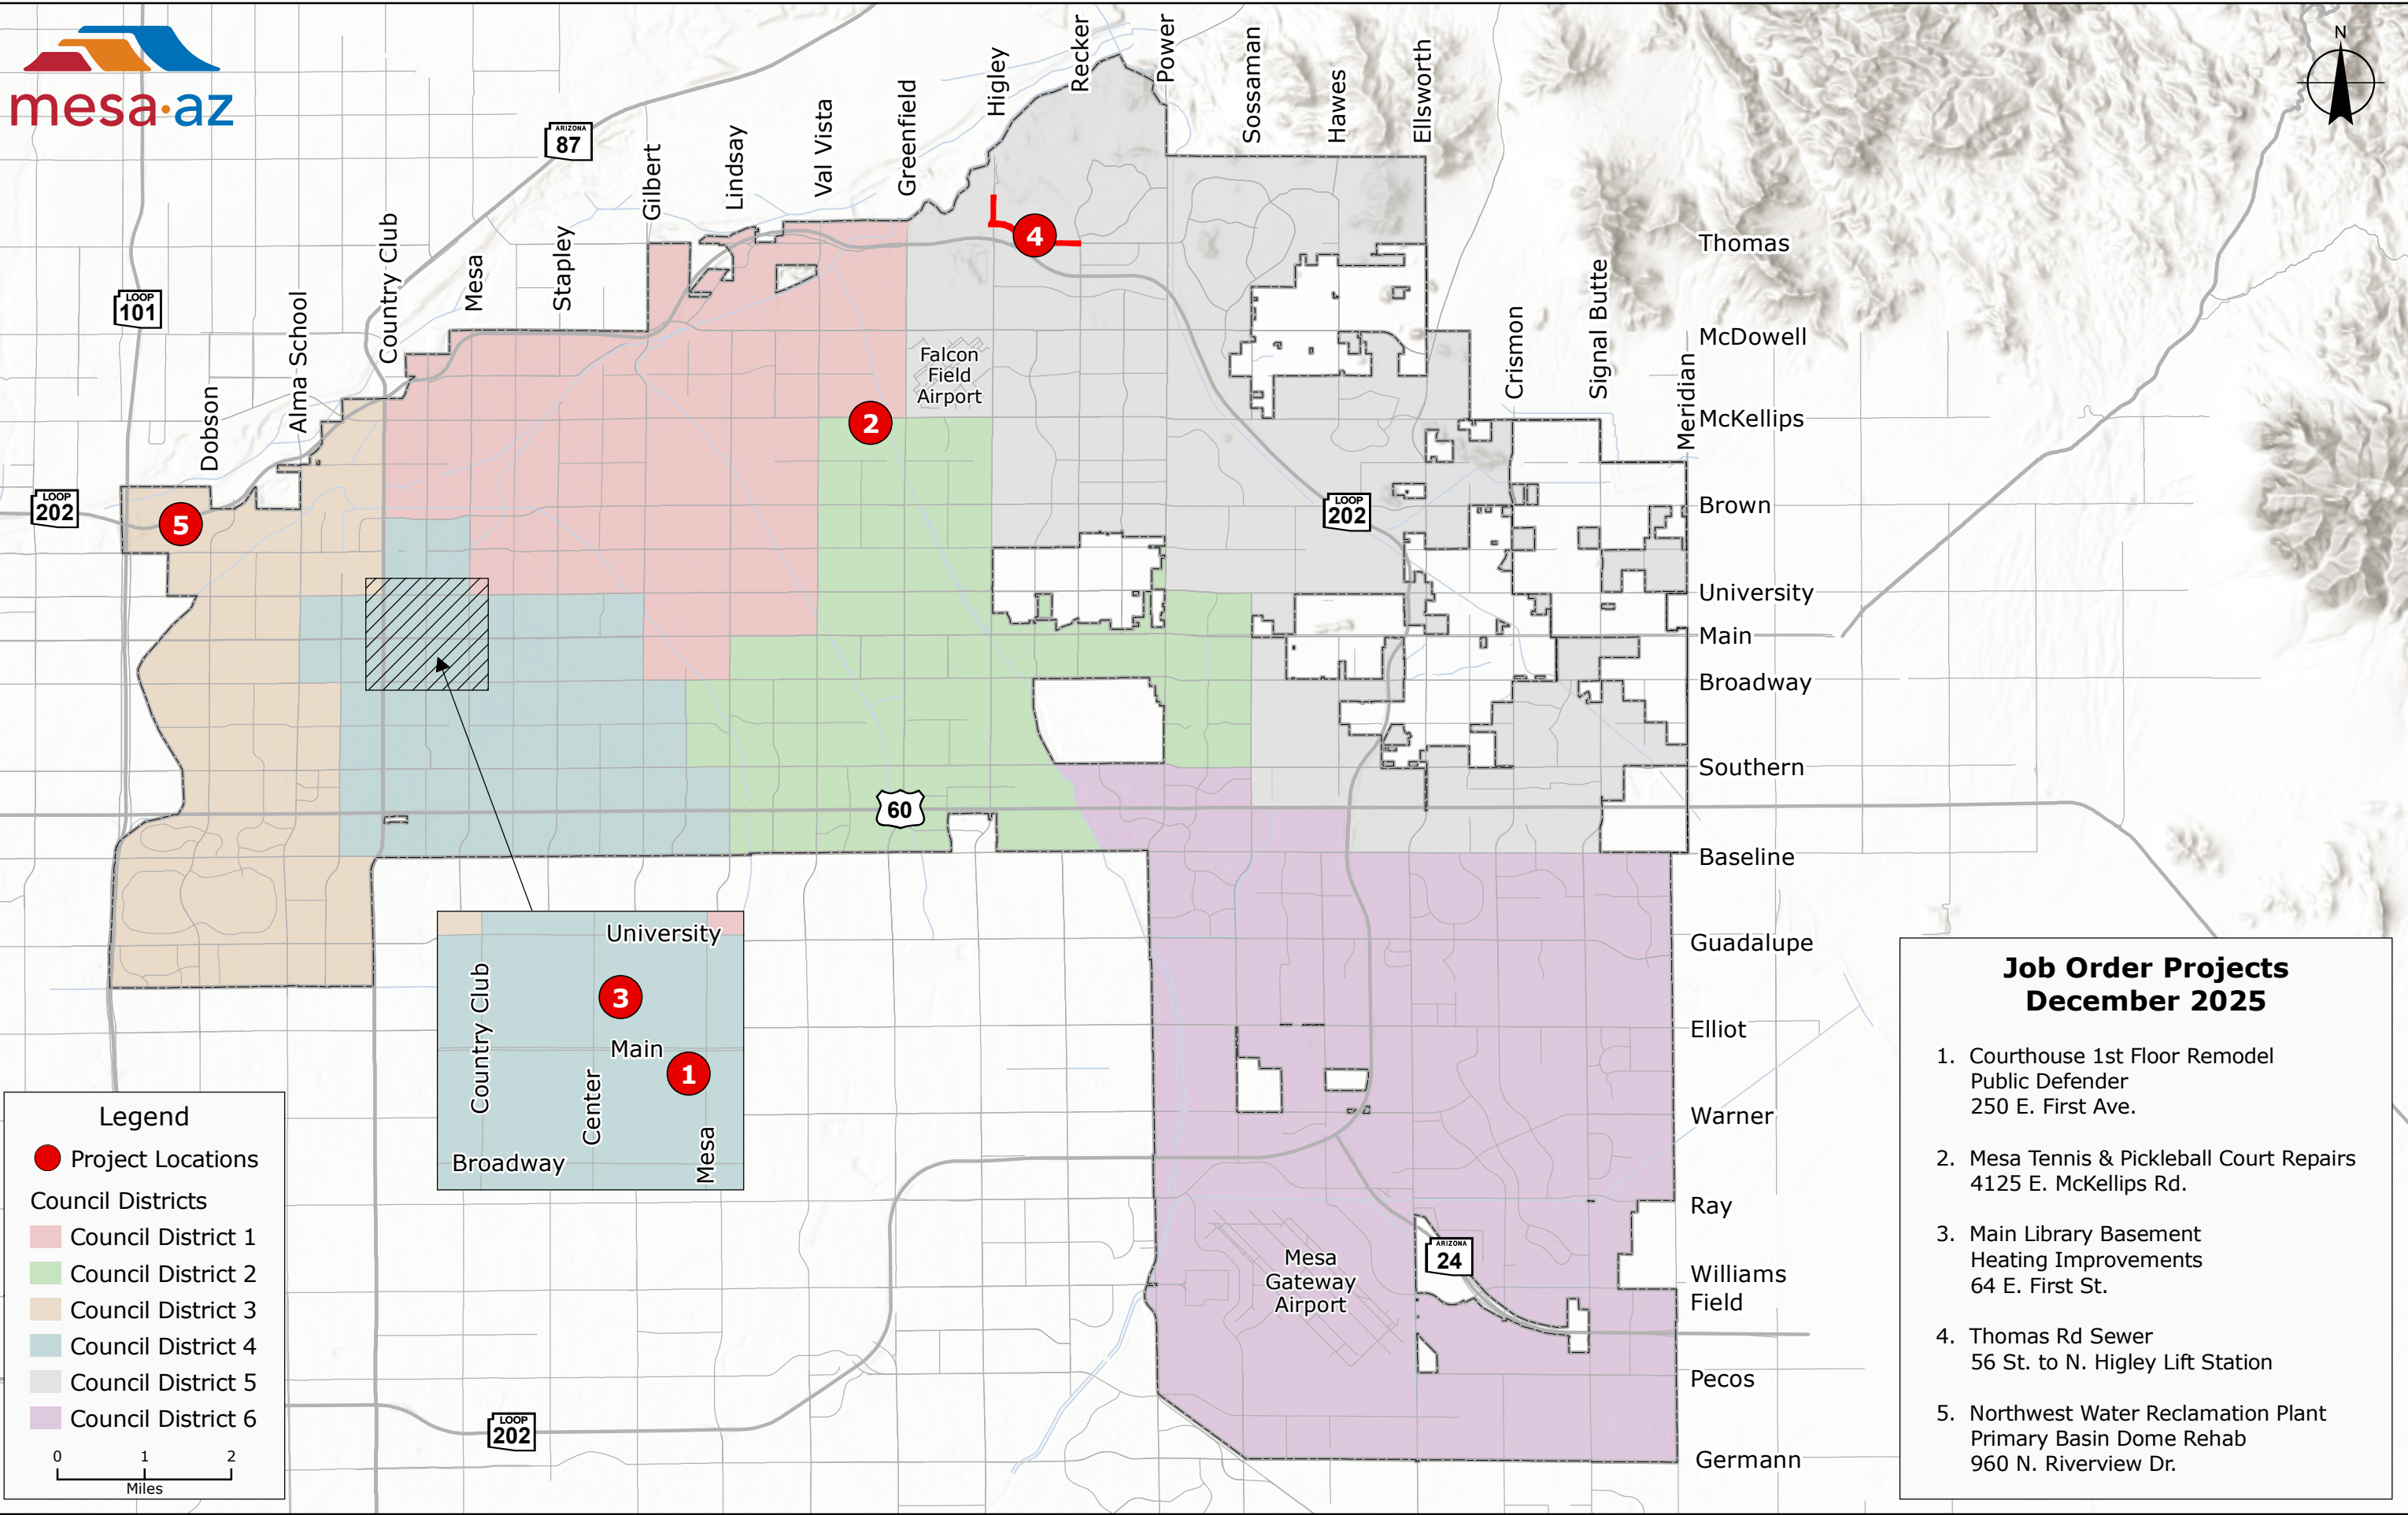 mesa·az
N
Higley
Recker
Power
Sossaman
Hawes
Ellsworth
Gilbert
Lindsay
Val Vista
Greenfield
ARIZONA
87
Country Club
Mesa
Stapley
LOOP
101
Dobson
Alma School
Crismon
Signal Butte
Meridian
Thomas
McDowell
McKellips
Brown
University
Main
Broadway
Southern
Baseline
Guadalupe
Elliot
Warner
Ray
Williams
Field
Pecos
Germann
4
Falcon
Field
Airport
2
LOOP
202
5
LOOP
202
60
University
Country Club
3
Main
1
Center
Mesa
Broadway
Mesa
Gateway
Airport
ARIZONA
24
LOOP
202
Legend
Project Locations
Council Districts
Council District 1
Council District 2
Council District 3
Council District 4
Council District 5
Council District 6
0 1 2
Miles
Job Order Projects
December 2025
1. Courthouse 1st Floor Remodel
Public Defender
250 E. First Ave.
2. Mesa Tennis & Pickleball Court Repairs
4125 E. McKellips Rd.
3. Main Library Basement
Heating Improvements
64 E. First St.
4. Thomas Rd Sewer
56 St. to N. Higley Lift Station
5. Northwest Water Reclamation Plant
Primary Basin Dome Rehab
960 N. Riverview Dr.